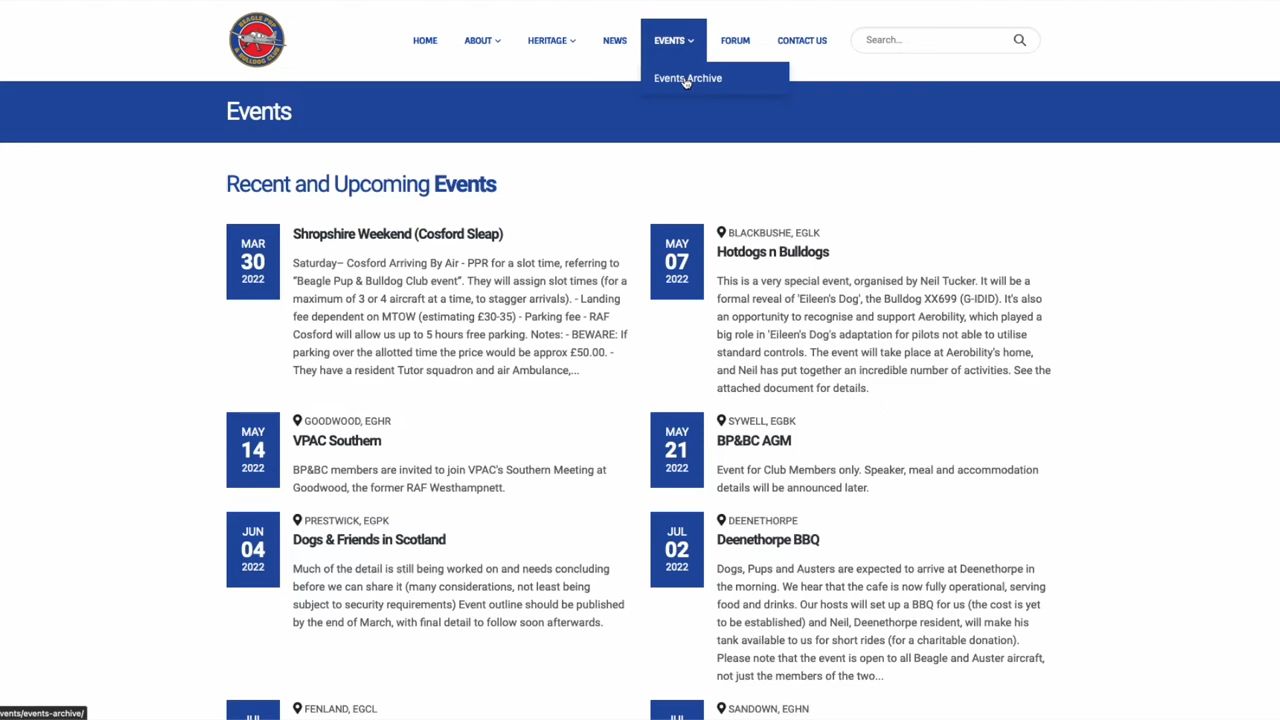 BEAGLE PUP
& BULLDOG CLUB
HOME
ABOUT
HERITAGE
NEWS
EVENTS
FORUM
CONTACT US
Search...
Events Archive
Events
Recent and Upcoming Events
MAR
30
2022
Shropshire Weekend (Cosford Sleap)
Saturday– Cosford Arriving By Air - PPR for a slot time, referring to
“Beagle Pup & Bulldog Club event”. They will assign slot times (for a
maximum of 3 or 4 aircraft at a time, to stagger arrivals). - Landing
fee dependent on MTOW (estimating £30-35) - Parking fee - RAF
Cosford will allow us up to 5 hours free parking. Notes: - BEWARE: If
parking over the allotted time the price would be approx £50.00. -
They have a resident Tutor squadron and air Ambulance,...
MAY
07
2022
BLACKBUSHE, EGLK
Hotdogs n Bulldogs
This is a very special event, organised by Neil Tucker. It will be a
formal reveal of 'Eileen's Dog', the Bulldog XX699 (G-IDID). It's also
an opportunity to recognise and support Aerobility, which played a
big role in 'Eileen's Dog's adaptation for pilots not able to utilise
standard controls. The event will take place at Aerobility's home,
and Neil has put together an incredible number of activities. See the
attached document for details.
MAY
14
2022
GOODWOOD, EGHR
VPAC Southern
BP&BC members are invited to join VPAC's Southern Meeting at
Goodwood, the former RAF Westhampnett.
MAY
21
2022
SYWELL, EGBK
BP&BC AGM
Event for Club Members only. Speaker, meal and accommodation
details will be announced later.
JUN
04
2022
PRESTWICK, EGPK
Dogs & Friends in Scotland
Much of the detail is still being worked on and needs concluding
before we can share it (many considerations, not least being
subject to security requirements) Event outline should be published
by the end of March, with final detail to follow soon afterwards.
JUL
02
2022
DEENETHORPE
Deenethorpe BBQ
Dogs, Pups and Austers are expected to arrive at Deenethorpe in
the morning. We hear that the cafe is now fully operational, serving
food and drinks. Our hosts will set up a BBQ for us (the cost is yet
to be established) and Neil, Deenethorpe resident, will make his
tank available to us for short rides (for a charitable donation).
Please note that the event is open to all Beagle and Auster aircraft,
not just the members of the two...
JUL
FENLAND, EGCL
JUL
SANDOWN, EGHN
vents/events-archive/